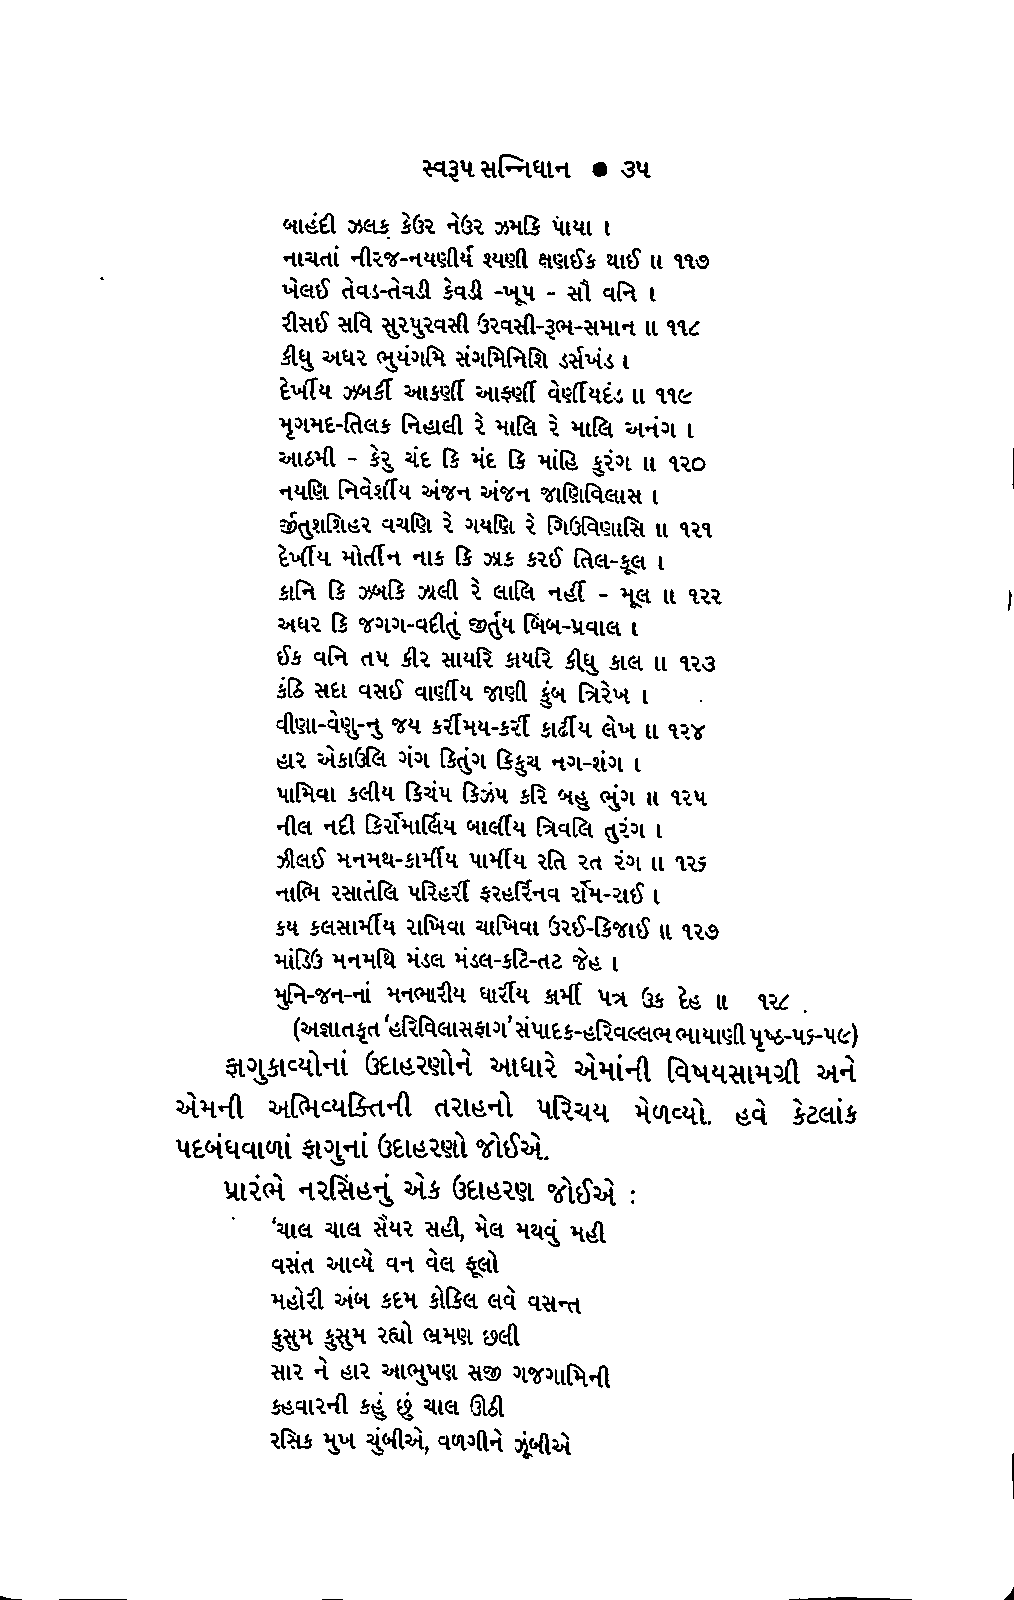 સ્વરૂપ સન્નિધાન ● ૩૫
બાહંદી ઝલક કેઉર નેઉર ઝમકિ પાયા ।
નાચતાં નીરજ-નયણીર્ય શ્યણી ક્ષણઈક થાઈ ॥ ૧૧૭
ખેલઈ તેવડ-તેવડી કેવડી -ખૂપ - સૌ વનિ ।
રીસઈ સવિ સુરપુરવસી ઉરવસી-રૂભ-સમાન ॥ ૧૧૮
કીધુ અધર ભુયંગમિ સંગમિનિશિ ડર્સખંડ ।
દેર્ખીય ઝબર્કી આકર્ણી આફર્ણી વેર્ણીયદંડ ॥ ૧૧૯
મૃગમદ-તિલક નિહાલી રે માલિ રે માલિ અનંગ ।
આઠમી - કેરુ ચંદ કિ મંદ કિ માંહિ કુરંગ ॥ ૧૨૦
નયણિ નિવેર્શીય અંજન અંજન જાણિવિલાસ ।
જીતુશશિહર વચણિ રે ગયણિ રે ગિઉવિણાસિ ॥ ૧૨૧
દેર્ખીય મોર્તીન નાક કિ ઝાક કરઈ તિલ-ફૂલ ।
કાનિ કિ ઝબકિ ઝાલી રે લાલિ નહીં - મૂલ ॥ ૧૨૨
અધર કિ જગગ-વદીતું જીર્તુય બિંબ-પ્રવાલ ।
ઈક વનિ તપ કીર સાયરિ કાયરિ કીધુ કાલ ॥ ૧૨૩
કંઠિ સદા વસઈ વાર્ણીય જાણી કુંબ ત્રિરેખ ।
વીણા-વેણુ-નુ જય કર્રીમય-કર્રી કાર્ઢીય લેખ ॥ ૧૨૪
હાર એકાઉલિ ગંગ કિતુંગ કિકુચ નગ-શંગ ।
પામિવા કલીય કિચંપ કિઝંપ કરિ બહુ ભુંગ ॥ ૧૨૫
નીલ નદી કિર્રોમાર્લિય બાર્લીય ત્રિવલિ તુરંગ ।
ઝીલઈ મનમથ-કાર્મીય પાર્મીય રતિ રત રંગ ॥ ૧૨૬
નાભિ રસાતંલિ પરિહર્રી ફરહર્રિનવ ર્રોમ-રાઈ ।
કય કલસાર્મીય રાખિવા ચાખિવા ઉરઈ-કિજાઈ ॥ ૧૨૭
માંડિઉ મનમથિ મંડલ મંડલ-કટિ-તટ જેહ ।
મુનિ-જન-નાં મનભારીય ધાર્રીય કાર્મી પત્ર ઉક દેહ ॥ ૧૨૮ .
(અજ્ઞાતકૃત ‘હરિવિલાસફાગ’ સંપાદક-હરિવલ્લભ ભાયાણી પૃષ્ઠ-૫૬-૫૯)
ફાગુકાવ્યોનાં ઉદાહરણોને આધારે એમાંની વિષયસામગ્રી અને
એમની અભિવ્યક્તિની તરાહનો પરિચય મેળવ્યો. હવે કેટલાંક
પદબંધવાળાં ફાગુનાં ઉદાહરણો જોઈએ.
પ્રારંભે નરસિંહનું એક ઉદાહરણ જોઈએ :
‘ચાલ ચાલ સૈયર સહી, મેલ મથવું મહી
વસંત આવ્યે વન વેલ ફૂલો
મહોરી અંબ કદમ કોકિલ લવે વસન્ત
કુસુમ કુસુમ રહ્યો ભ્રમણ છલી
સાર ને હાર આભુષણ સજી ગજગામિની
કહવારની કહું છું ચાલ ઊઠી
રસિક મુખ ચુંબીએ, વળગીને ઝૂંબીએ